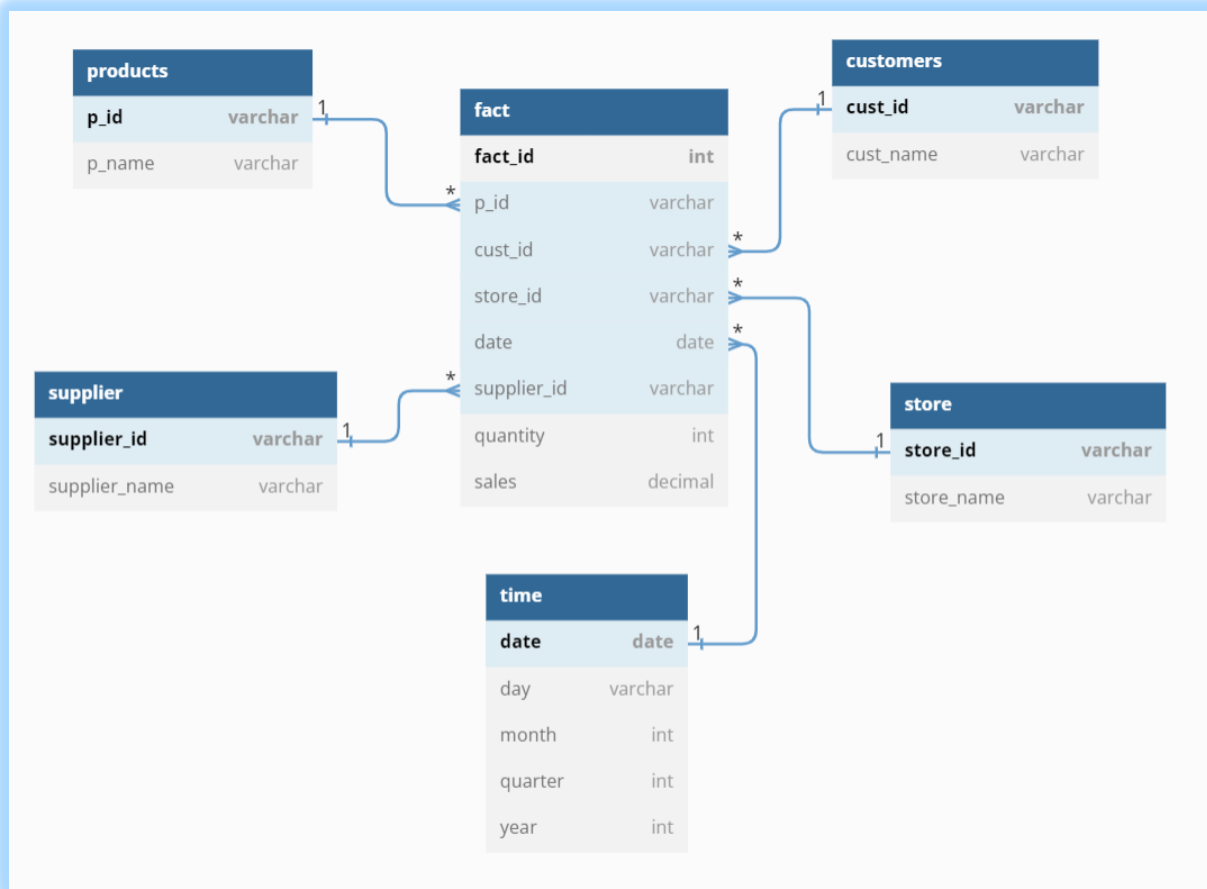 products
p_id varchar
p_name varchar
1
*
fact
fact_id int
p_id varchar
cust_id varchar
store_id varchar
date date
supplier_id varchar
quantity int
sales decimal
customers
cust_id varchar
cust_name varchar
1
*
*
*
supplier
supplier_id varchar
supplier_name varchar
1
*
store
store_id varchar
store_name varchar
1
time
date date
day varchar
month int
quarter int
year int
1